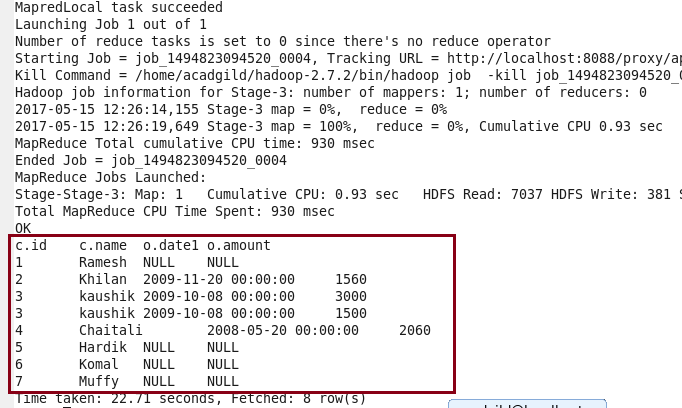 MapredLocal task succeeded
Launching Job 1 out of 1
Number of reduce tasks is set to 0 since there's no reduce operator
Starting Job = job_1494823094520_0004, Tracking URL = http://localhost:8088/proxy/ap
Kill Command = /home/acadgild/hadoop-2.7.2/bin/hadoop job  -kill job_1494823094520_
Hadoop job information for Stage-3: number of mappers: 1; number of reducers: 0
2017-05-15 12:26:14,155 Stage-3 map = 0%,  reduce = 0%
2017-05-15 12:26:19,649 Stage-3 map = 100%,  reduce = 0%, Cumulative CPU 0.93 sec
MapReduce Total cumulative CPU time: 930 msec
Ended Job = job_1494823094520_0004
MapReduce Jobs Launched:
Stage-Stage-3: Map: 1   Cumulative CPU: 0.93 sec   HDFS Read: 7037 HDFS Write: 381 S
Total MapReduce CPU Time Spent: 930 msec
OK
c.id    c.name  o.date1 o.amount
1       Ramesh  NULL    NULL
2       Khilan  2009-11-20 00:00:00     1560
3       kaushik 2009-10-08 00:00:00     3000
3       kaushik 2009-10-08 00:00:00     1500
4       Chaitali        2008-05-20 00:00:00     2060
5       Hardik  NULL    NULL
6       Komal   NULL    NULL
7       Muffy   NULL    NULL
Time taken: 22.71 seconds, Fetched: 8 row(s)